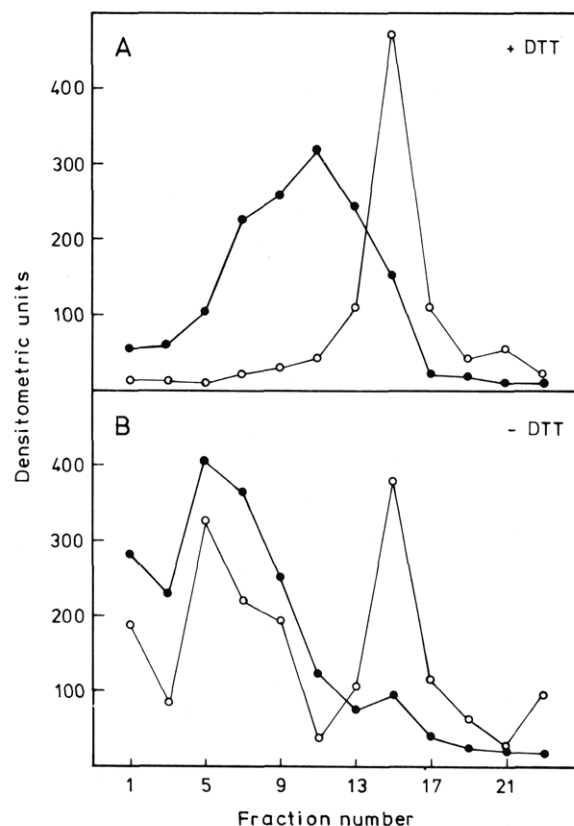 A
+ DTT
400
300
200
100
Densitometric units
B
- DTT
400
300
200
100
1 5 9 13 17 21
Fraction number